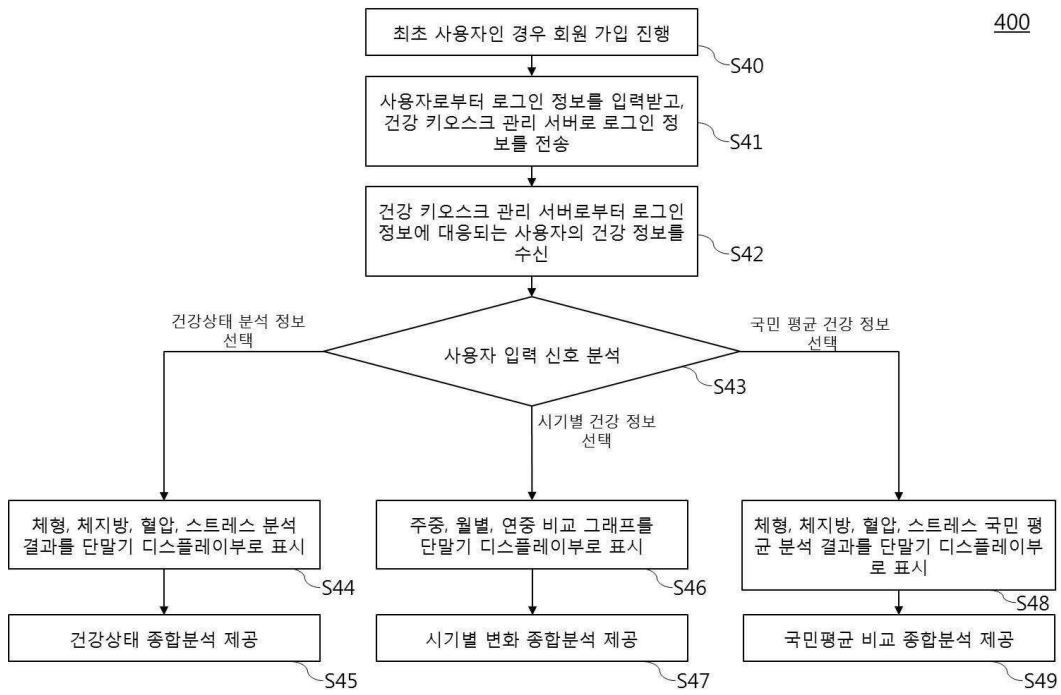 400
최초 사용자인 경우 회원 가입 진행
S40
사용자로부터 로그인 정보를 입력받고,
건강 키오스크 관리 서버로 로그인 정
보를 전송
S41
건강 키오스크 관리 서버로부터 로그인
정보에 대응되는 사용자의 건강 정보를
수신
S42
건강상태 분석 정보
선택
사용자 입력 신호 분석
S43
국민 평균 건강 정보
선택
시기별 건강 정보
선택
체형, 체지방, 혈압, 스트레스 분석
결과를 단말기 디스플레이부로 표시
S44
주중, 월별, 연중 비교 그래프를
단말기 디스플레이부로 표시
S46
체형, 체지방, 혈압, 스트레스 국민 평
균 분석 결과를 단말기 디스플레이부
로 표시
S48
건강상태 종합분석 제공
S45
시기별 변화 종합분석 제공
S47
국민평균 비교 종합분석 제공
S49